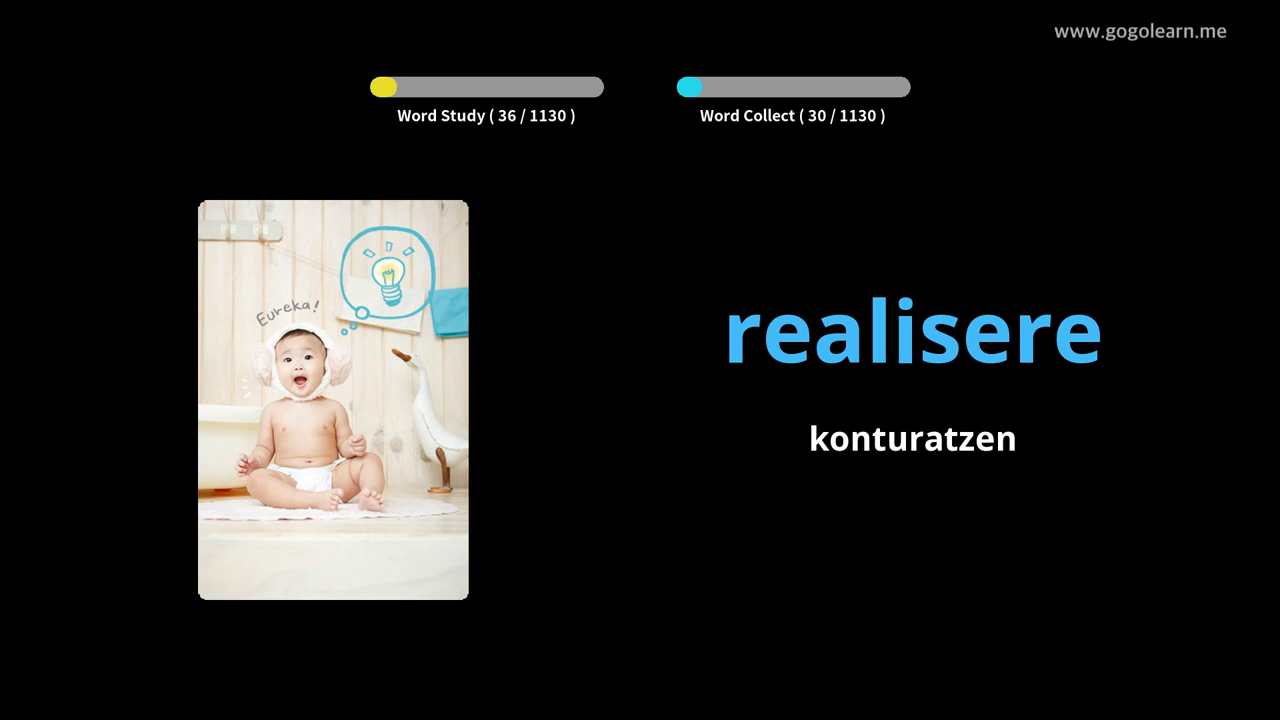 www.gogolearn.me
Word Study ( 36 / 1130 )
Word Collect ( 30 / 1130 )
Eureka!
realisere
konturatzen